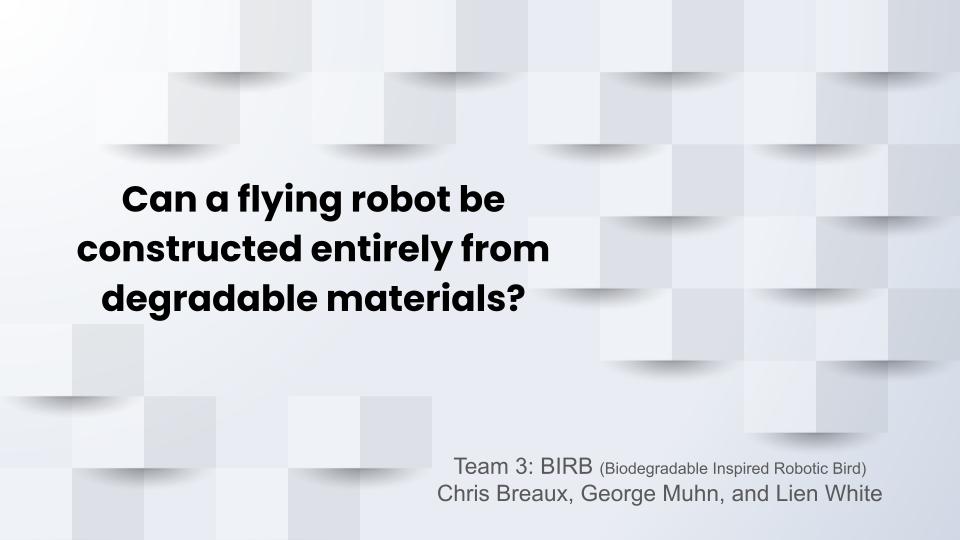 Can a flying robot be
constructed entirely from
degradable materials?
Team 3: BIRB (Biodegradable Inspired Robotic Bird)
Chris Breaux, George Muhn, and Lien White